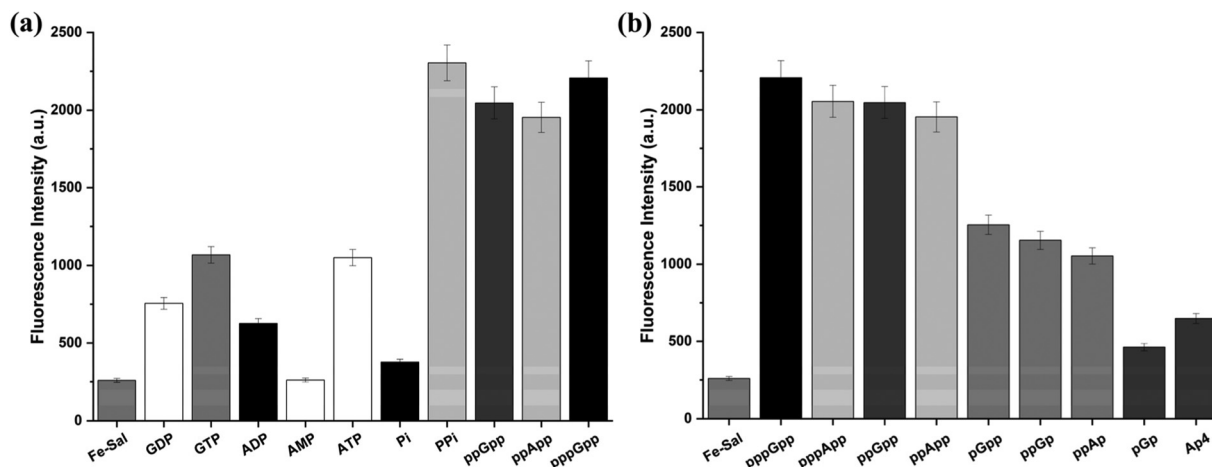 (a)
2500
2000
1500
1000
500
0
Fluorescence Intensity (a.u.)
Fe-Sal
GDP
GTP
ADP
AMP
ATP
Pi
PPi
ppGpp
ppApp
pppGpp
(b)
2500
2000
1500
1000
500
0
Fluorescence Intensity (a.u.)
Fe-Sal
pppGpp
pppApp
ppGpp
ppApp
pGpp
ppGp
ppAp
pGp
Ap4